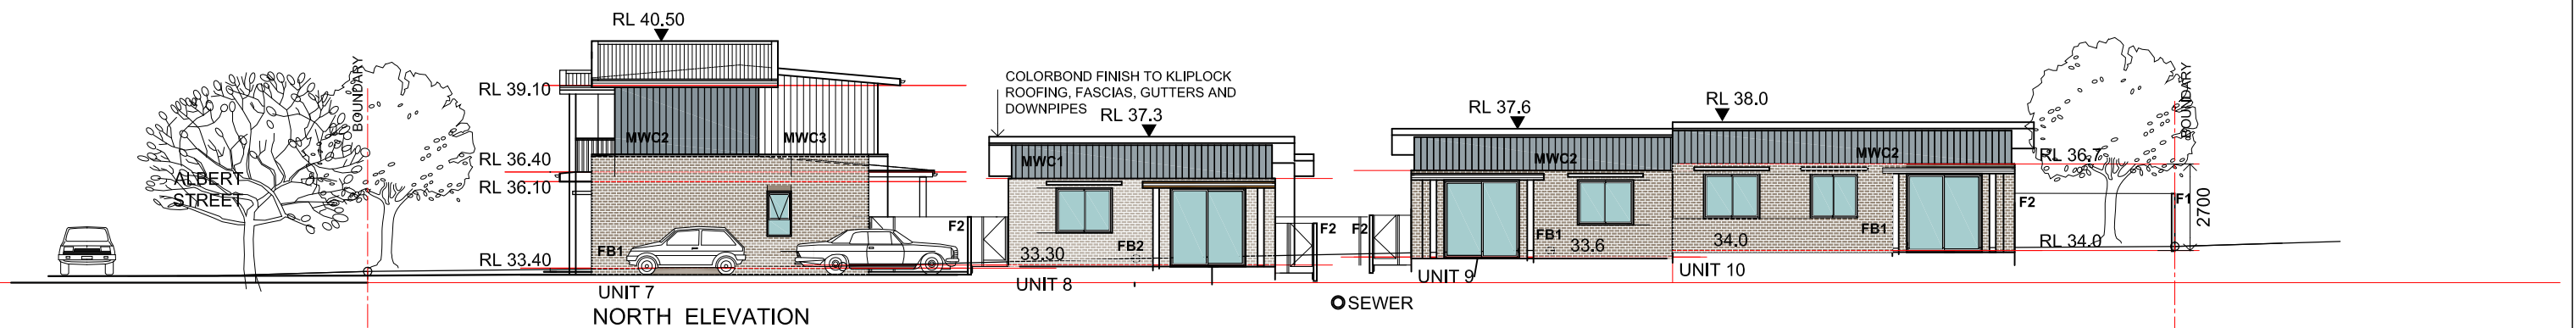 RL 40.50
BOUNDARY
RL 39.10
MWC2
MWC3
RL 36.40
RL 36.10
ALBERT
STREET
RL 33.40
FB1
F2
UNIT 7
NORTH ELEVATION
COLORBOND FINISH TO KLIPLOCK
ROOFING, FASCIAS, GUTTERS AND
DOWNPIPES
RL 37.3
MWC1
33.30
FB2
F2
UNIT 8
SEWER
F2
RL 37.6
MWC2
FB1
33.6
UNIT 9
RL 38.0
MWC2
34.0
FB1
UNIT 10
F2
BOUNDARY
RL 36.7
F1
2700
RL 34.0